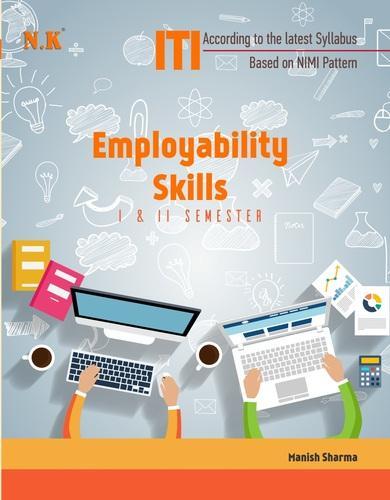 N.K
ITI
According to the latest Syllabus
Based on NIMI Pattern
Employability
Skills
I & II SEMESTER
Manish Sharma